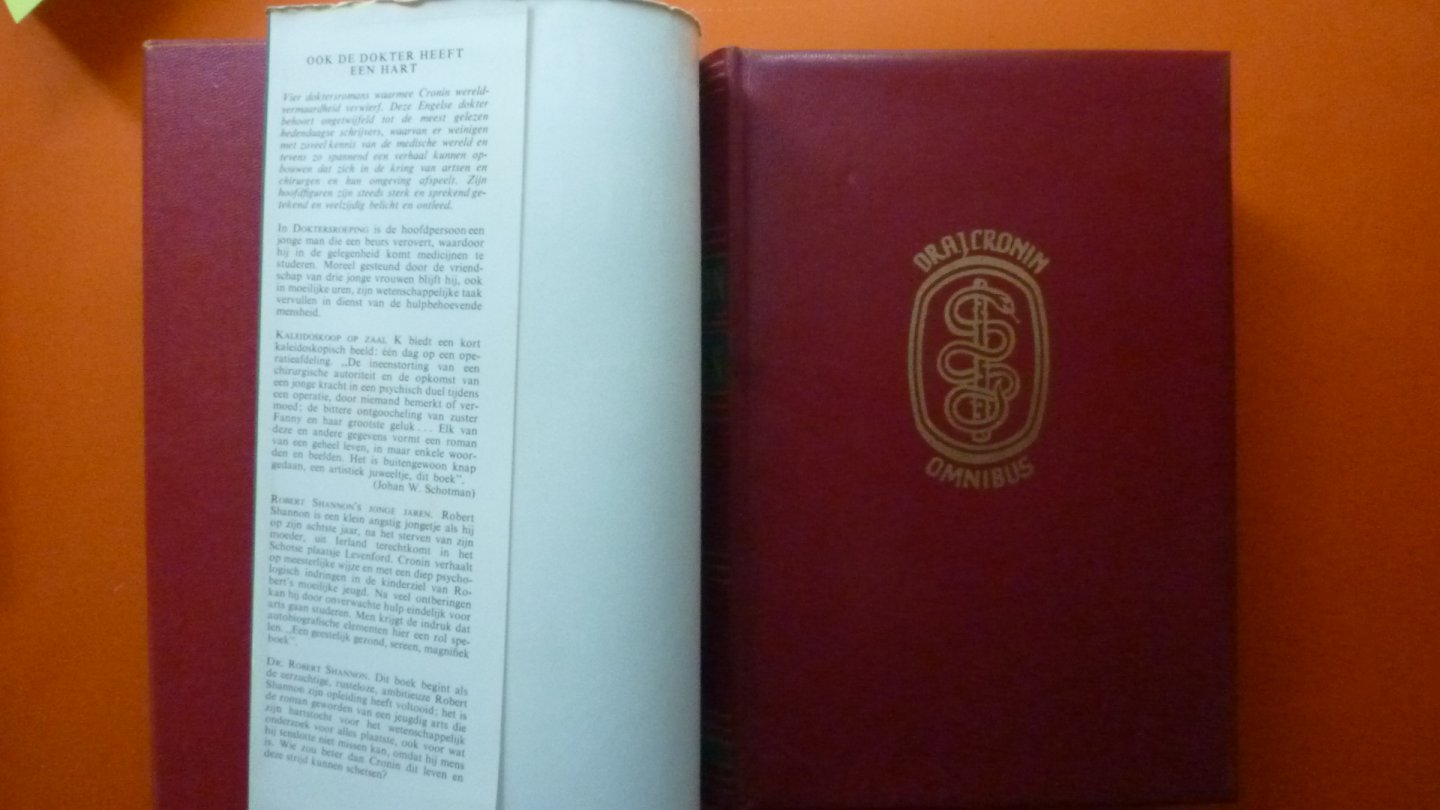 OOK DE DOKTER HEEFT
EEN HART
Vier doktersromans waarmee Cronin wereld-
vermaardheid verwierf. Deze Engelse dokter
behoort ongetwijfeld tot de meest gelezen
hedendaagse schrijvers, waarvan er weinigen
met zoveel kennis van de medische wereld en
tevens zo spannend een verhaal kunnen op-
bouwen dat zich in de kring van artsen en
chirurgen en hun omgeving afspeelt. Zijn
hoofdfiguren zijn steeds sterk en sprekend ge-
tekend en veelzijdig belicht en ontleed.
In DOKTERSROEPING is de hoofdpersoon een
jonge man die een beurs verovert, waardoor
hij in de gelegenheid komt medicijnen te
studeren. Moreel gesteund door de vriend-
schap van drie jonge vrouwen blijft hij, ook
in moeilijke uren, zijn wetenschappelijke taak
vervullen in dienst van de hulpbehoevende
mensheid.
KALEIDOSKOOP OP ZAAL K biedt een kort
kaleidoskopisch beeld: één dag op een ope-
ratieafdeling. „De ineenstorting van een
chirurgische autoriteit en de opkomst van
een jonge kracht in een psychisch duel tijdens
een operatie, door niemand bemerkt of ver-
moed; de bittere ontgoocheling van zuster
Fanny en haar grootste geluk . . . Elk van
deze en andere gegevens vormt een roman
van een geheel leven, in maar enkele woor-
den en beelden. Het is buitengewoon knap
gedaan, een artistiek juweeltje, dit boek”.
(Johan W. Schotman)
ROBERT SHANNON'S JONGE JAREN. Robert
Shannon is een klein angstig jongetje als hij
op zijn achtste jaar, na het sterven van zijn
moeder, uit Ierland terechtkomt in het
Schotse plaatsje Levenford. Cronin verhaalt
op meesterlijke wijze en met een diep psycho-
logisch indringen in de kinderziel van Ro-
bert's moeilijke jeugd. Na veel ontberingen
kan hij door onverwachte hulp eindelijk voor
arts gaan studeren. Men krijgt de indruk dat
autobiografische elementen hier een rol spe-
len. „Een geestelijk gezond, sereen, magnifiek
boek”.
DR. ROBERT SHANNON. Dit boek begint als
de eerzuchtige, rusteloze, ambitieuze Robert
Shannon zijn opleiding heeft voltooid; het is
de roman geworden van een jeugdig arts die
zijn hartstocht voor het wetenschappelijk
onderzoek voor alles plaatste, ook voor wat
hij tenslotte niet missen kan, omdat hij mens
is. Wie zou beter dan Cronin dit leven en
deze strijd kunnen schetsen?
DR AJ CRONIN
OMNIBUS